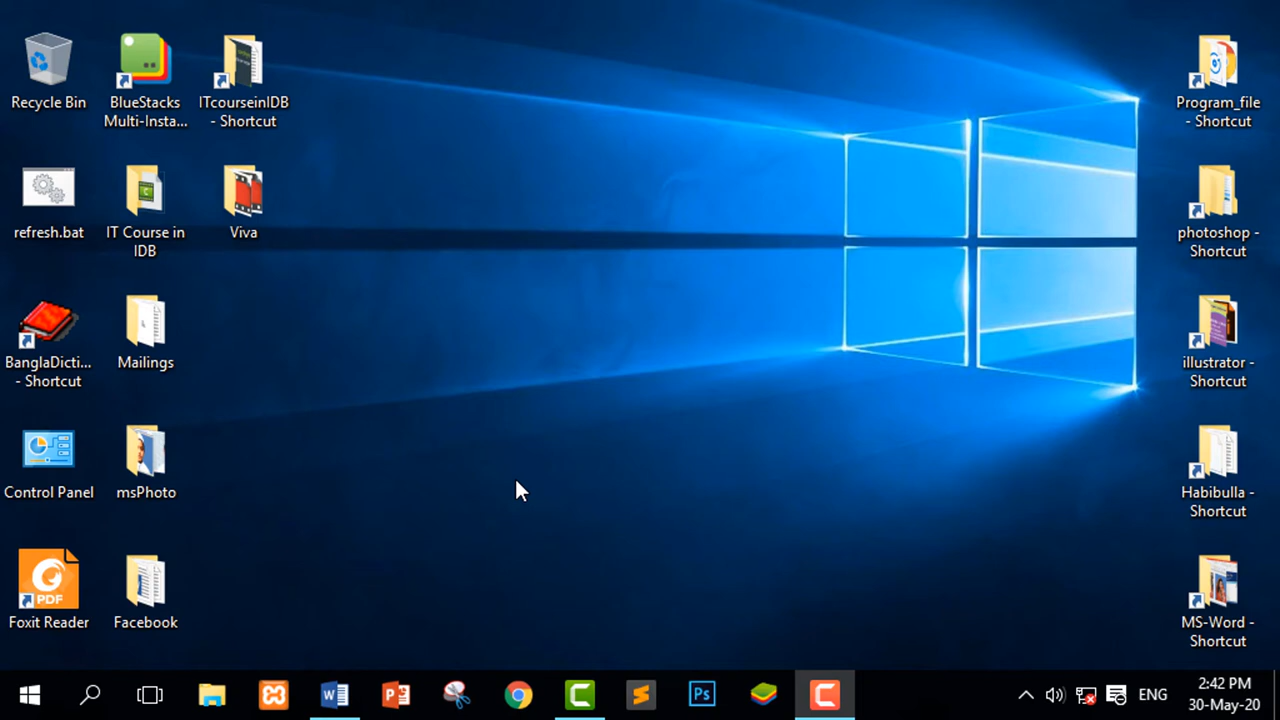 Recycle Bin
BlueStacks
Multi-Insta...
ITcourseinIDB
- Shortcut
Program_file
- Shortcut
refresh.bat
IT Course in
IDB
Viva
photoshop -
Shortcut
BanglaDicti...
- Shortcut
Mailings
illustrator -
Shortcut
Control Panel
msPhoto
Habibulla -
Shortcut
PDF
Foxit Reader
Facebook
MS-Word -
Shortcut
W
P
C
S
Ps
C
ENG
2:42 PM
30-May-20